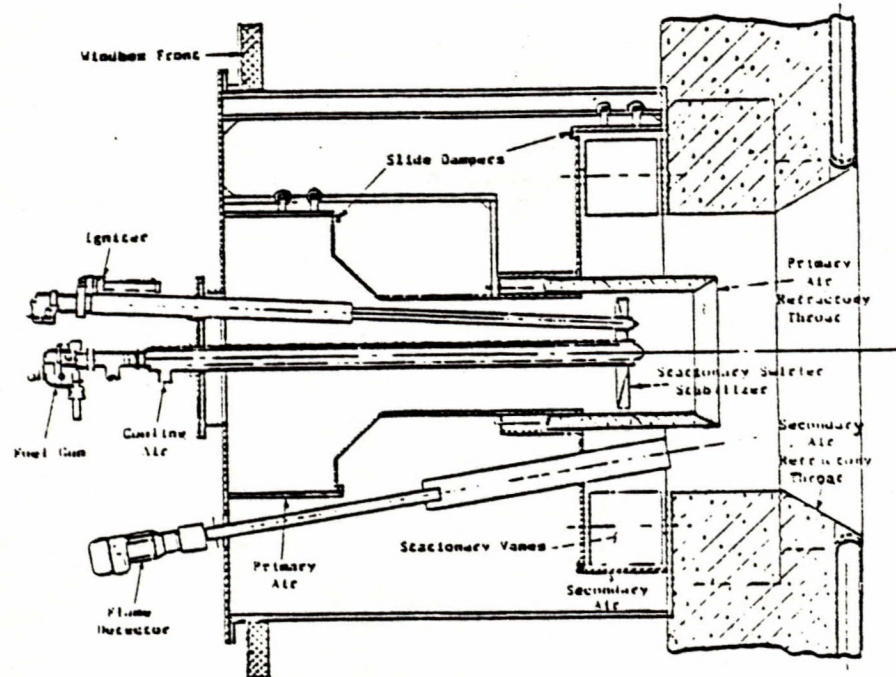 Windbox Front
Slide Dampers
Igniter
Primary
Air
Refractory
Throat
Stationary Swirler
Stabilizer
Cooling
Air
Fuel Gun
Secondary
Air
Refractory
Throat
Stationary Vanes
Primary
Air
Secondary
Air
Flame
Detector